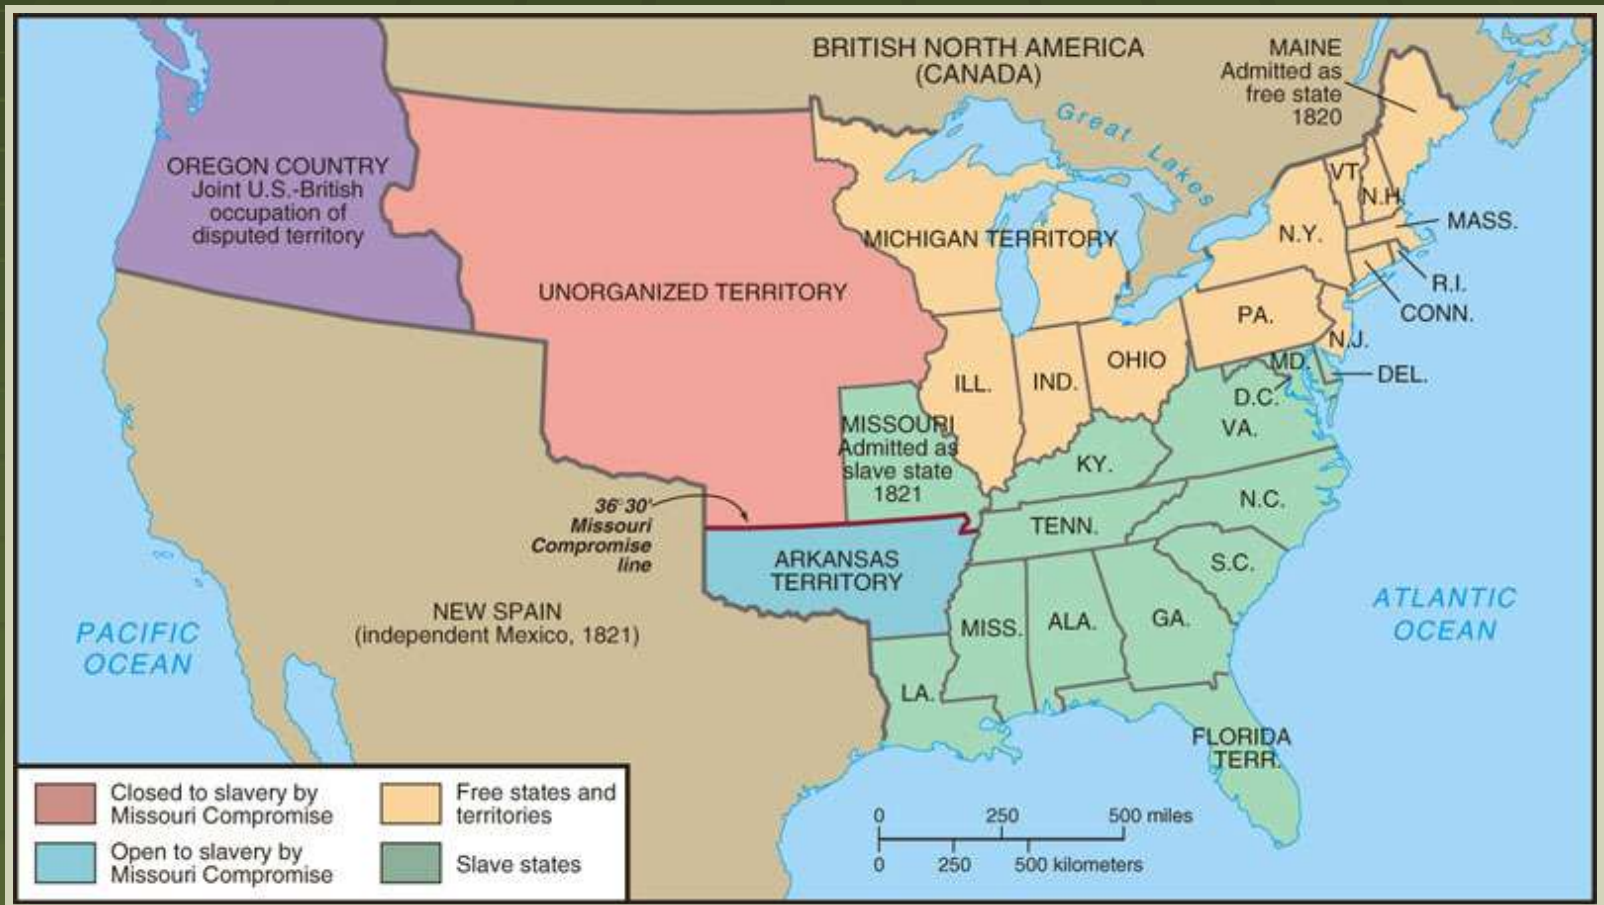 BRITISH NORTH AMERICA
(CANADA)
MAINE
Admitted as
free state
1820
Great Lakes
OREGON COUNTRY
Joint U.S.-British
occupation of
disputed territory
VT.
N.H.
MASS.
N.Y.
MICHIGAN TERRITORY
R.I.
CONN.
UNORGANIZED TERRITORY
PA.
N.J.
OHIO
MD.
DEL.
ILL.
IND.
D.C.
VA.
MISSOURI
Admitted as
slave state
1821
KY.
N.C.
36°30'
Missouri
Compromise
line
TENN.
ARKANSAS
TERRITORY
S.C.
NEW SPAIN
(independent Mexico, 1821)
MISS.
ALA.
GA.
PACIFIC
OCEAN
ATLANTIC
OCEAN
LA.
FLORIDA
TERR.
Closed to slavery by
Missouri Compromise
Free states and
territories
Open to slavery by
Missouri Compromise
Slave states
0 250 500 miles
0 250 500 kilometers